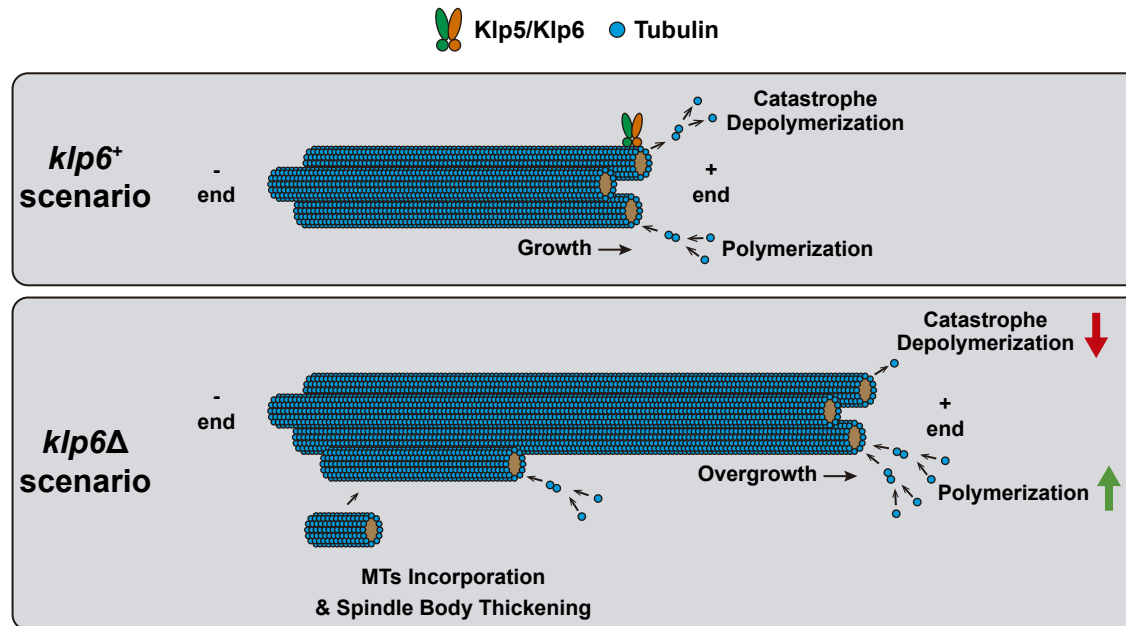 Klp5/Klp6 Tubulin
klp6⁺
scenario
-
end
Catastrophe
Depolymerization
+
end
Growth
Polymerization
klp6Δ
scenario
-
end
Catastrophe
Depolymerization
+
end
Overgrowth
Polymerization
MTs Incorporation
& Spindle Body Thickening